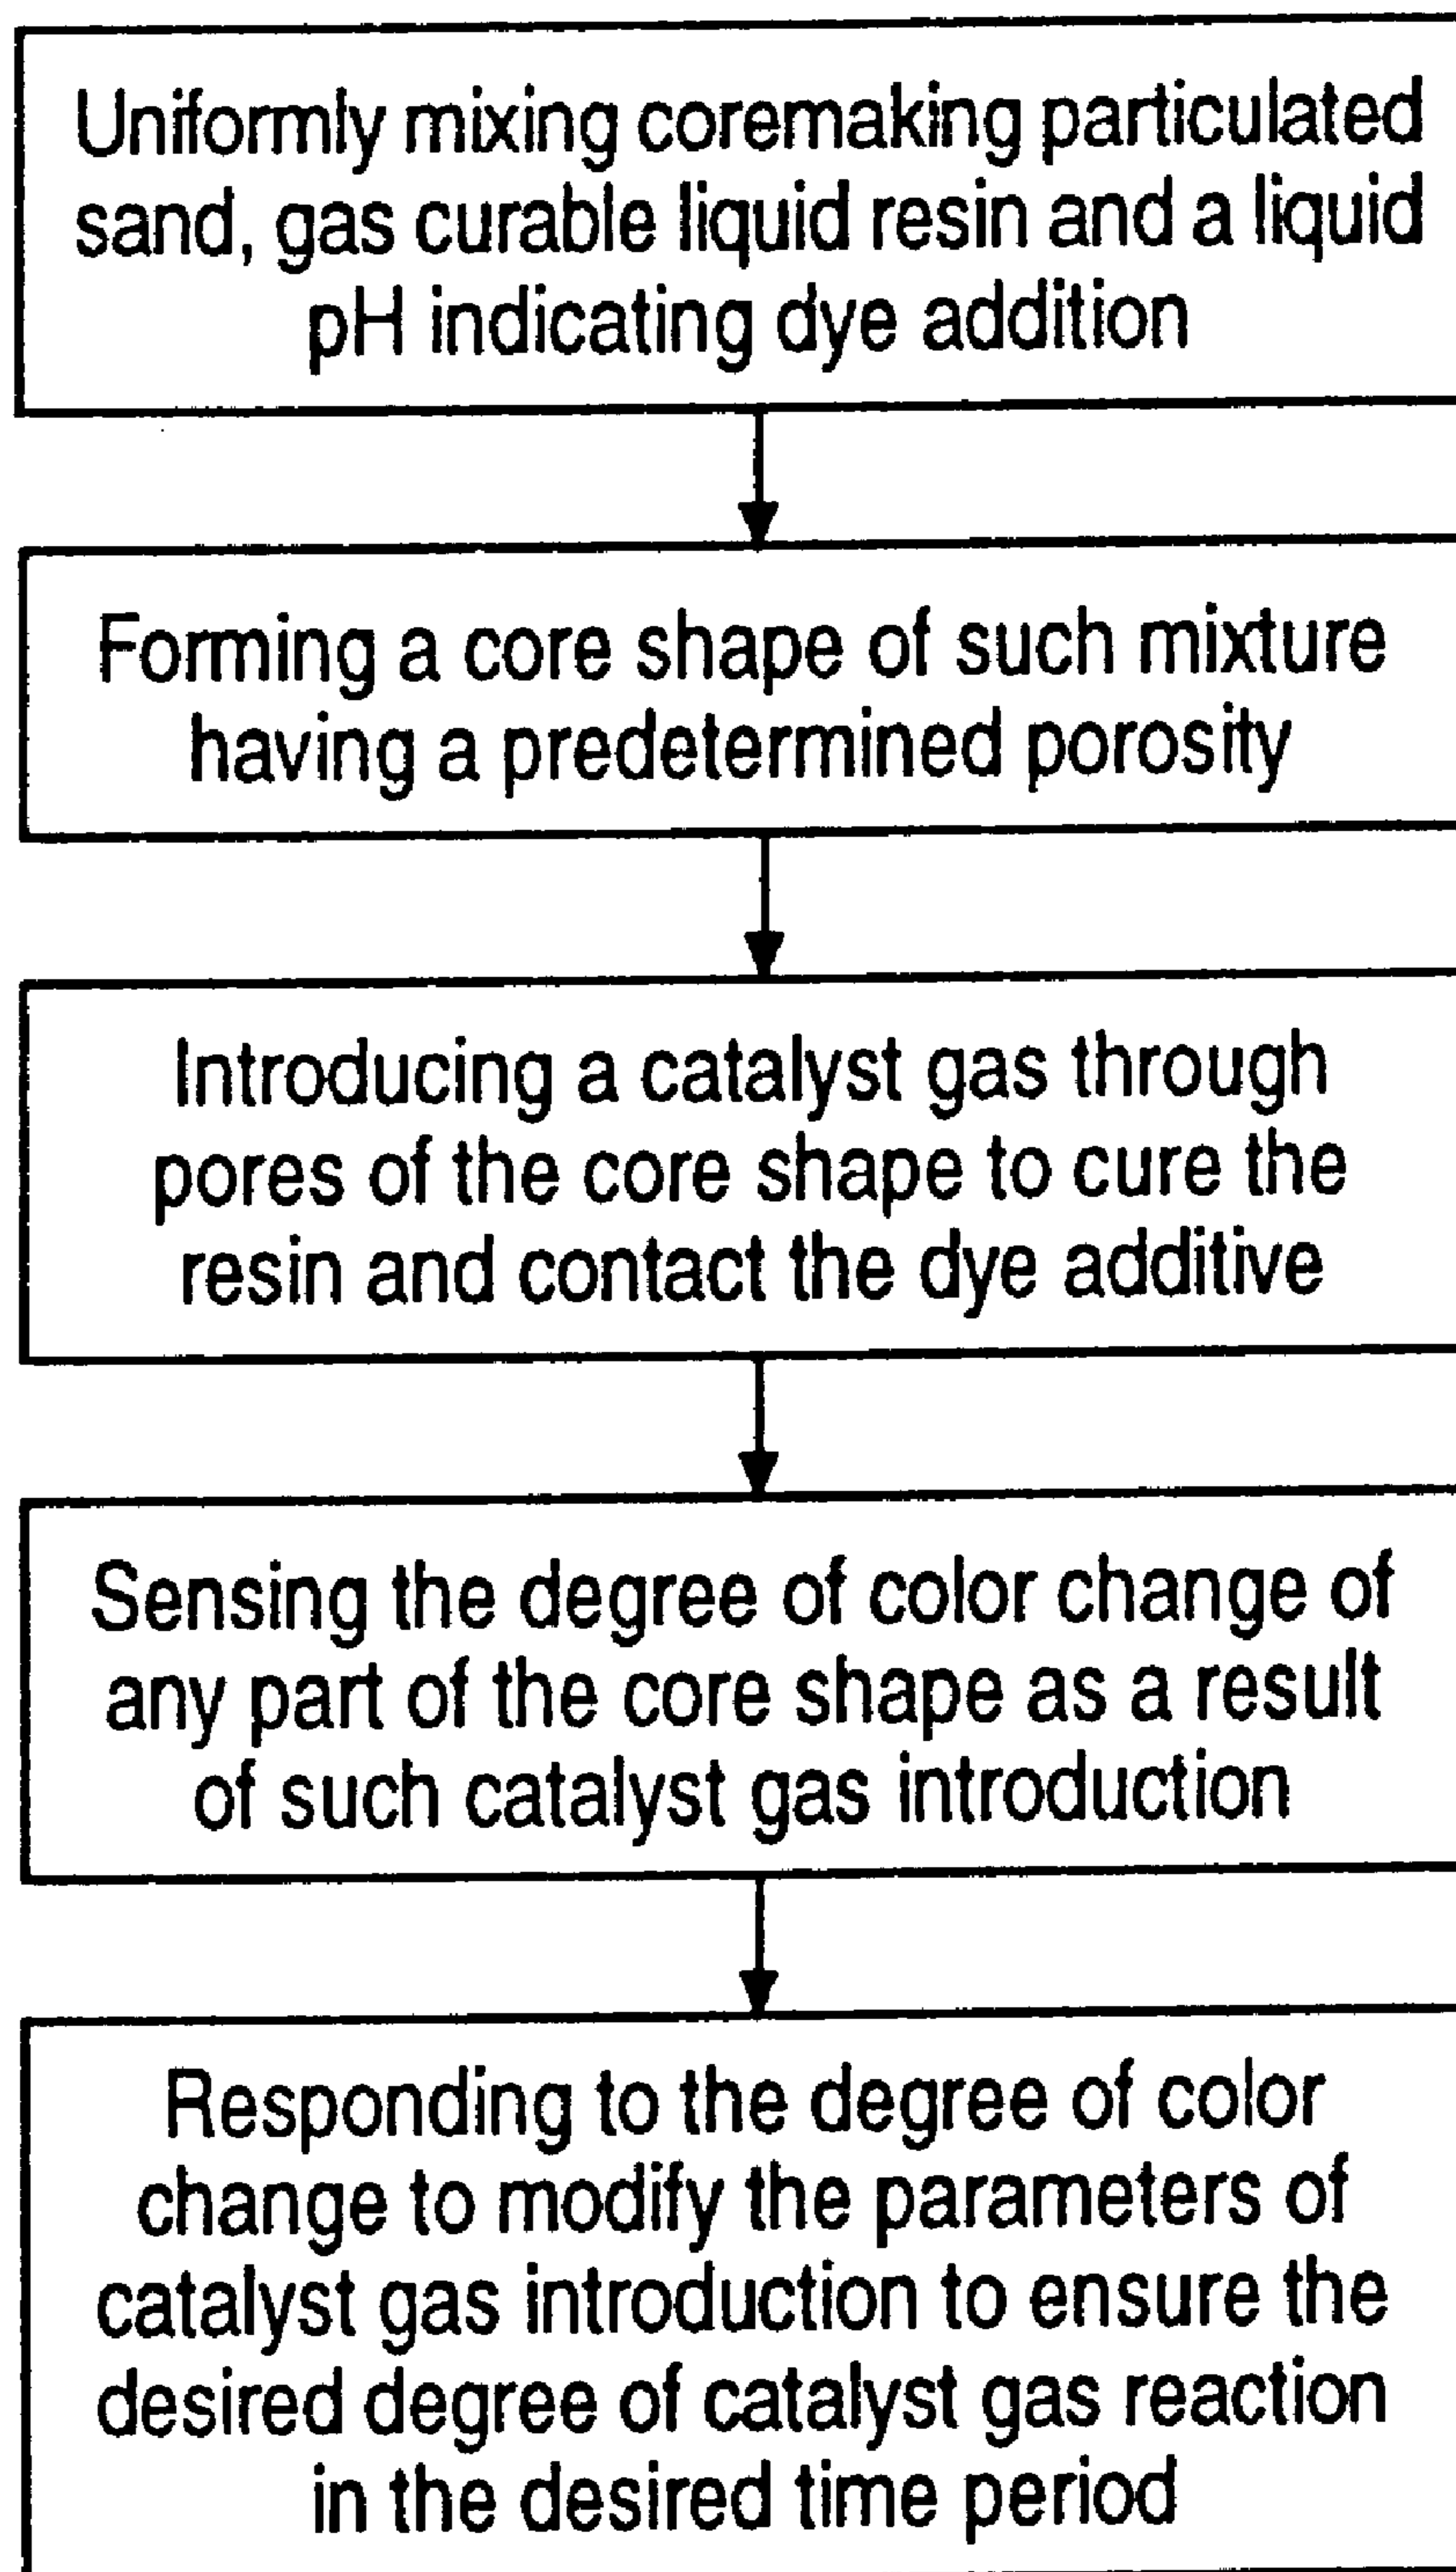 Uniformly mixing coremaking particulated
sand, gas curable liquid resin and a liquid
pH indicating dye addition
Forming a core shape of such mixture
having a predetermined porosity
Introducing a catalyst gas through
pores of the core shape to cure the
resin and contact the dye additive
Sensing the degree of color change of
any part of the core shape as a result
of such catalyst gas introduction
Responding to the degree of color
change to modify the parameters of
catalyst gas introduction to ensure the
desired degree of catalyst gas reaction
in the desired time period